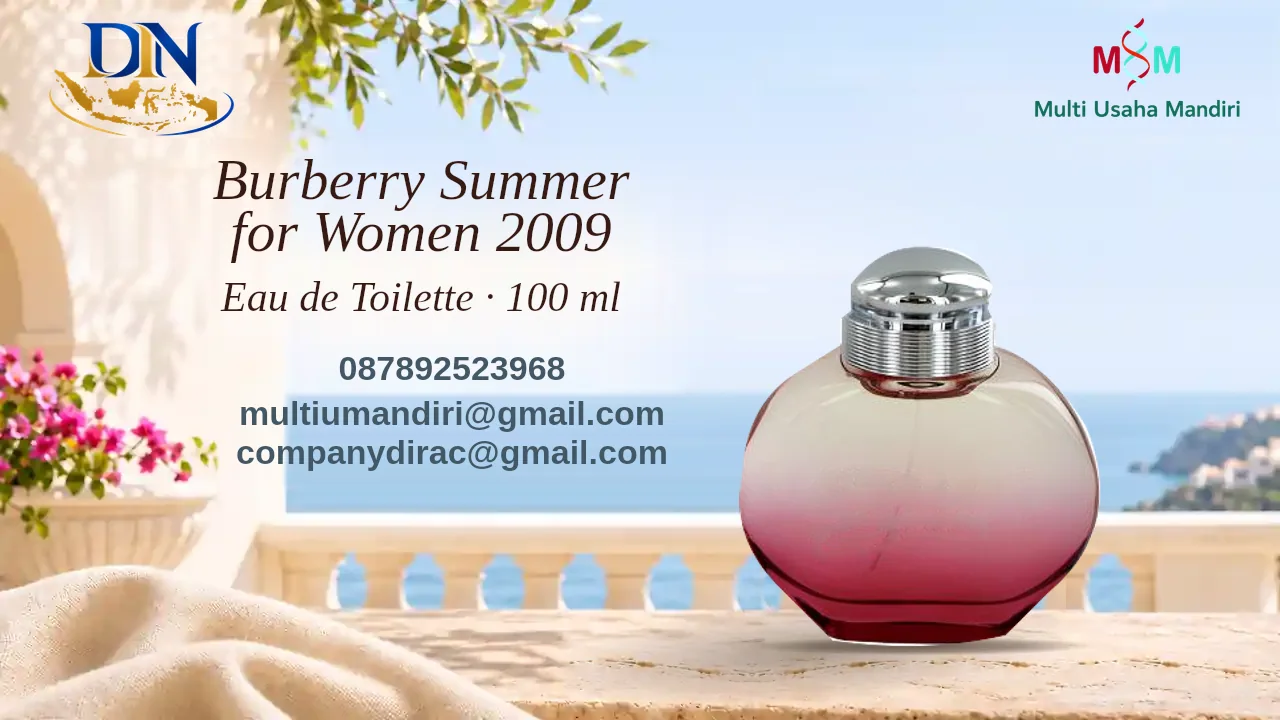 DIN
MSM
Multi Usaha Mandiri
Burberry Summer
for Women 2009
Eau de Toilette · 100 ml
087892523968
multiumandiri@gmail.com
companydirac@gmail.com